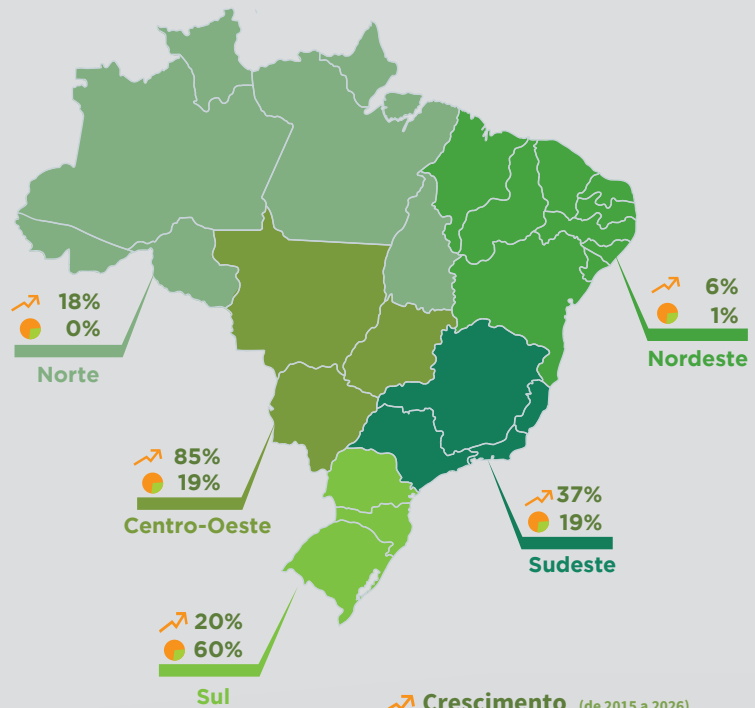 18%
0%
Norte
6%
1%
Nordeste
85%
19%
Centro-Oeste
37%
19%
Sudeste
20%
60%
Sul
Crescimento (de 2015 a 2026)